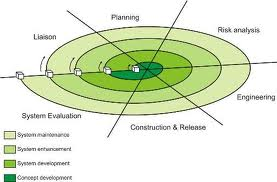 Planning
Liaison
Risk analysis
Engineering
System Evaluation
Construction & Release
System maintenance
System enhancement
System development
Concept development